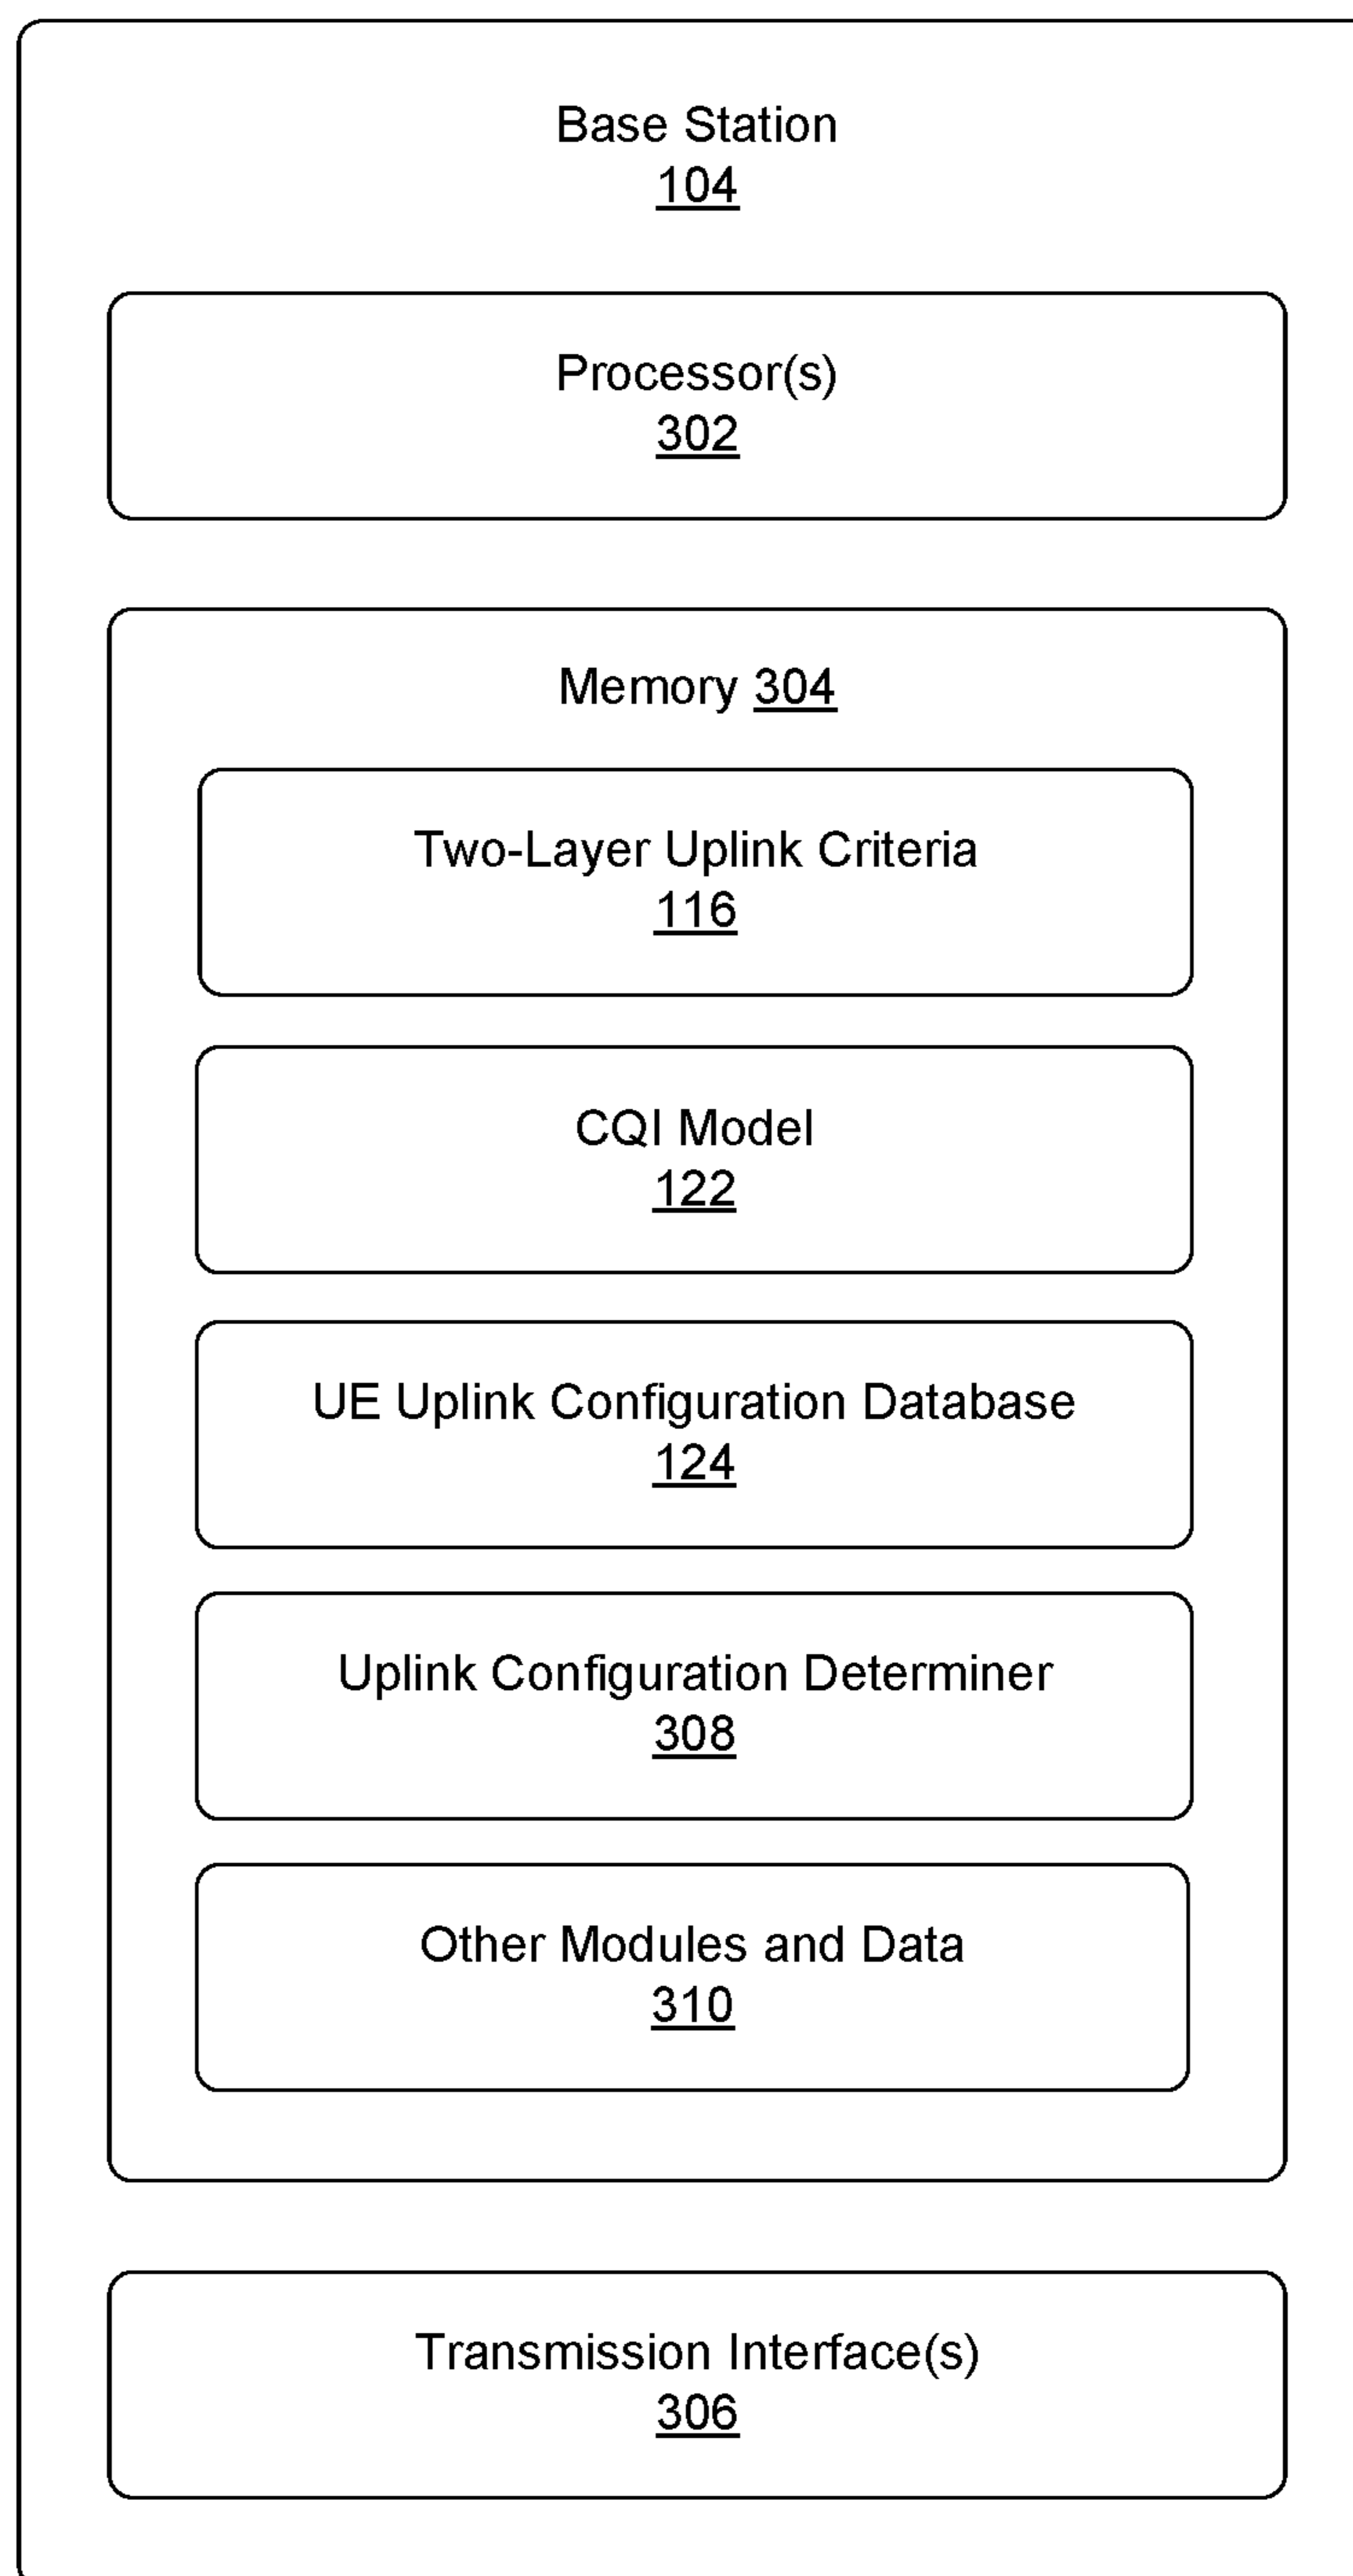 Base Station
104
Processor(s)
302
Memory 304
Two-Layer Uplink Criteria
116
CQI Model
122
UE Uplink Configuration Database
124
Uplink Configuration Determiner
308
Other Modules and Data
310
Transmission Interface(s)
306